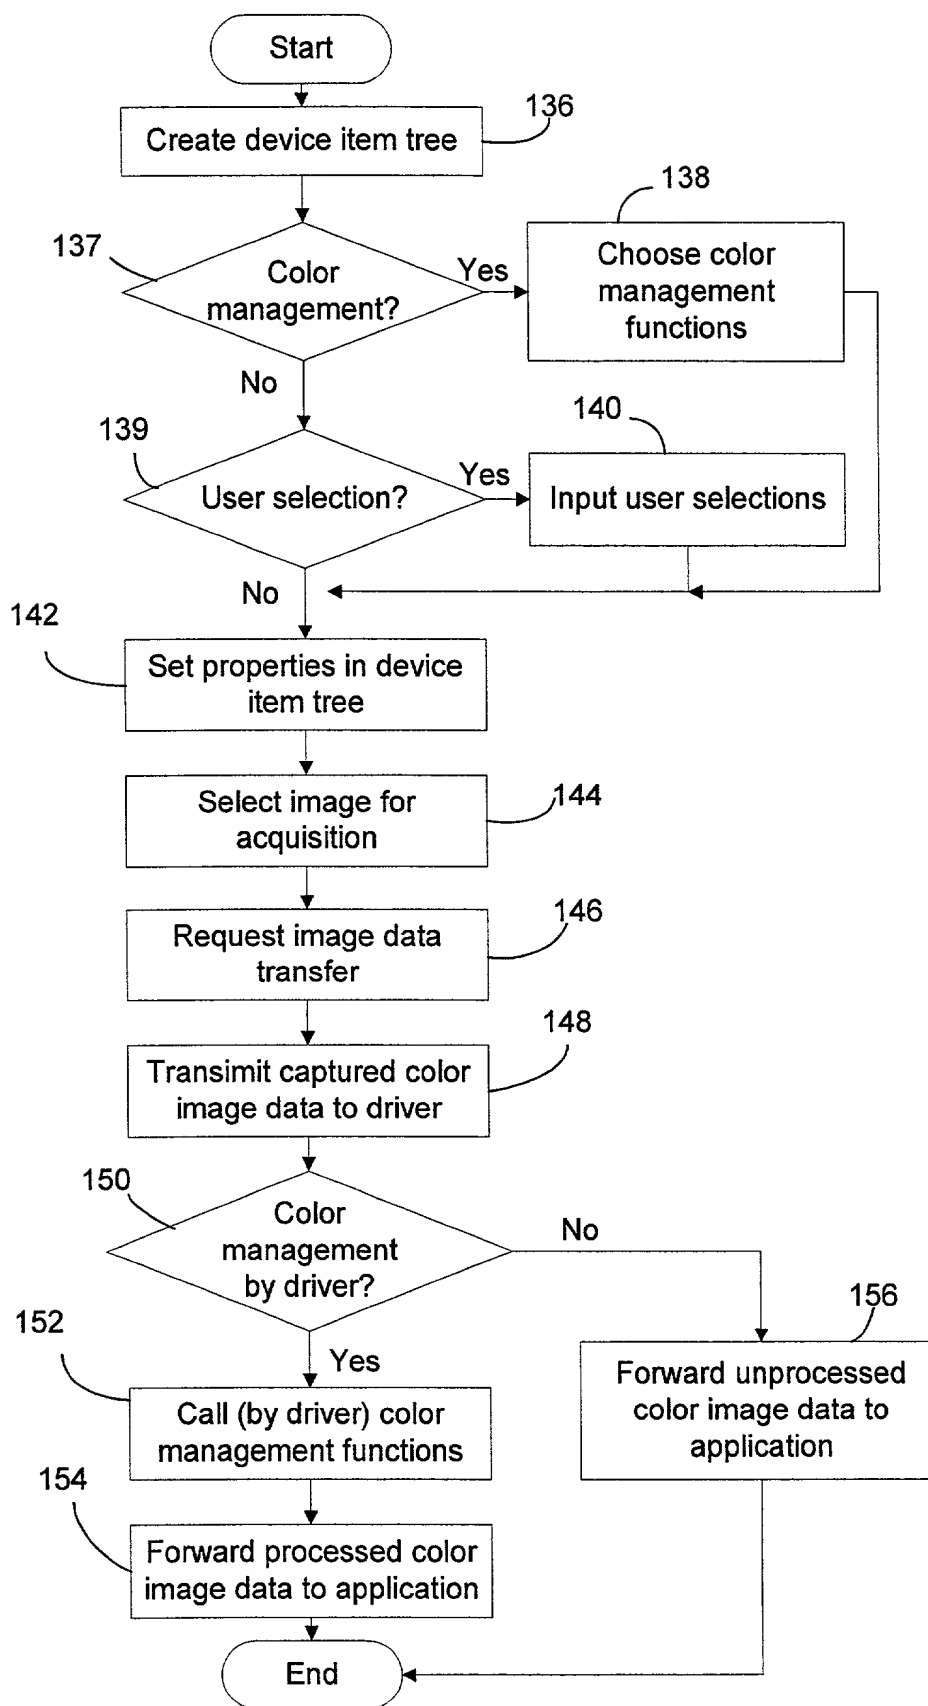 Start
136
Create device item tree
138
137
Color
management?
Yes
Choose color
management
functions
No
140
139
User selection?
Yes
Input user selections
No
142
Set properties in device
item tree
144
Select image for
acquisition
146
Request image data
transfer
148
Transimit captured color
image data to driver
150
Color
management
by driver?
No
156
152
Yes
Forward unprocessed
color image data to
application
Call (by driver) color
management functions
154
Forward processed color
image data to application
End